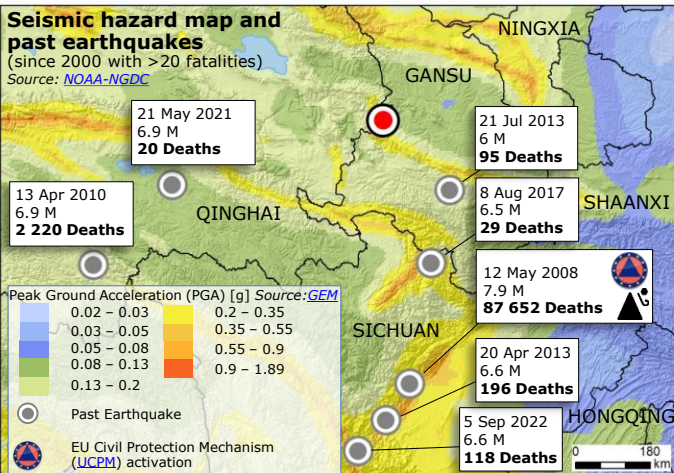 Seismic hazard map and
past earthquakes
(since 2000 with >20 fatalities)
Source: NOAA-NGDC
NINGXIA
GANSU
21 May 2021
6.9 M
20 Deaths
21 Jul 2013
6 M
95 Deaths
13 Apr 2010
6.9 M
2 220 Deaths
QINGHAI
8 Aug 2017
6.5 M
29 Deaths
SHAANXI
12 May 2008
7.9 M
87 652 Deaths
Peak Ground Acceleration (PGA) [g] Source:GEM
0.02 – 0.03
0.03 – 0.05
0.05 – 0.08
0.08 – 0.13
0.13 – 0.2
0.2 – 0.35
0.35 – 0.55
0.55 – 0.9
0.9 – 1.89
Past Earthquake
EU Civil Protection Mechanism
(UCPM) activation
SICHUAN
20 Apr 2013
6.6 M
196 Deaths
HONGQING
5 Sep 2022
6.6 M
118 Deaths
0 180
km